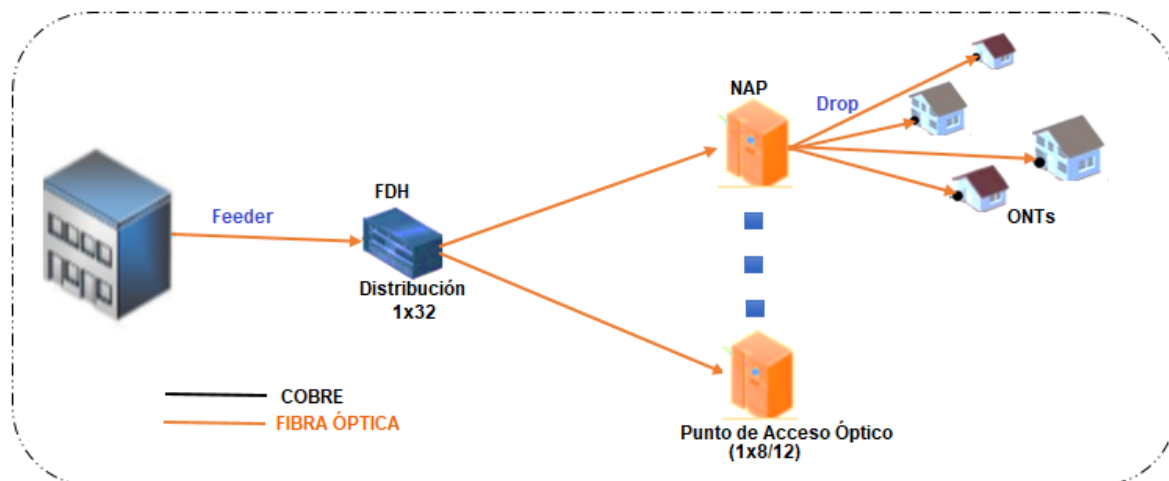 NAP
Drop
FDH
Feeder
ONTs
Distribución
1x32
COBRE
FIBRA ÓPTICA
Punto de Acceso Óptico
(1x8/12)